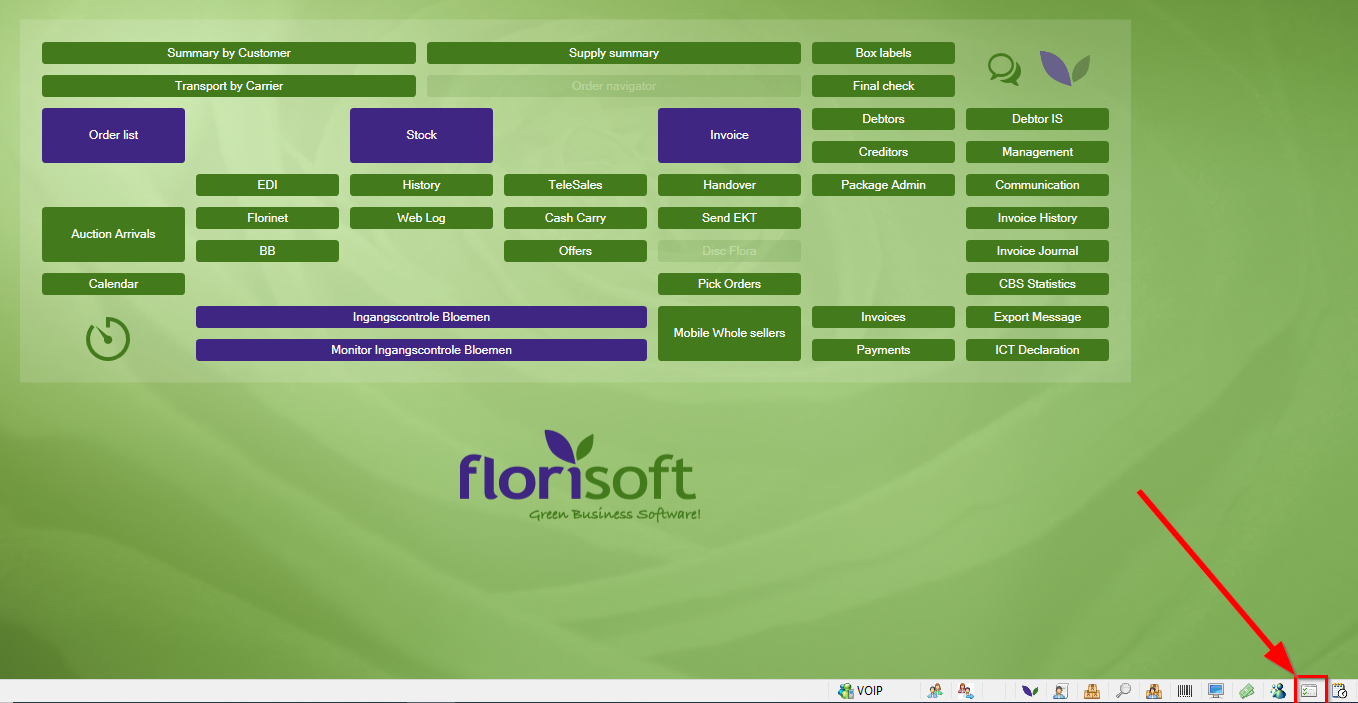 Summary by Customer
Supply summary
Box labels
Transport by Carrier
Order navigator
Final check
Order list
Stock
Invoice
Debtors
Debtor IS
Creditors
Management
EDI
History
TeleSales
Handover
Package Admin
Communication
Auction Arrivals
Florinet
Web Log
Cash Carry
Send EKT
Invoice History
BB
Offers
Disc Flora
Invoice Journal
Calendar
Pick Orders
CBS Statistics
Ingangscontrole Bloemen
Mobile Whole sellers
Invoices
Export Message
Monitor Ingangscontrole Bloemen
Payments
ICT Declaration
florisoft
Green Business Software!
VOIP